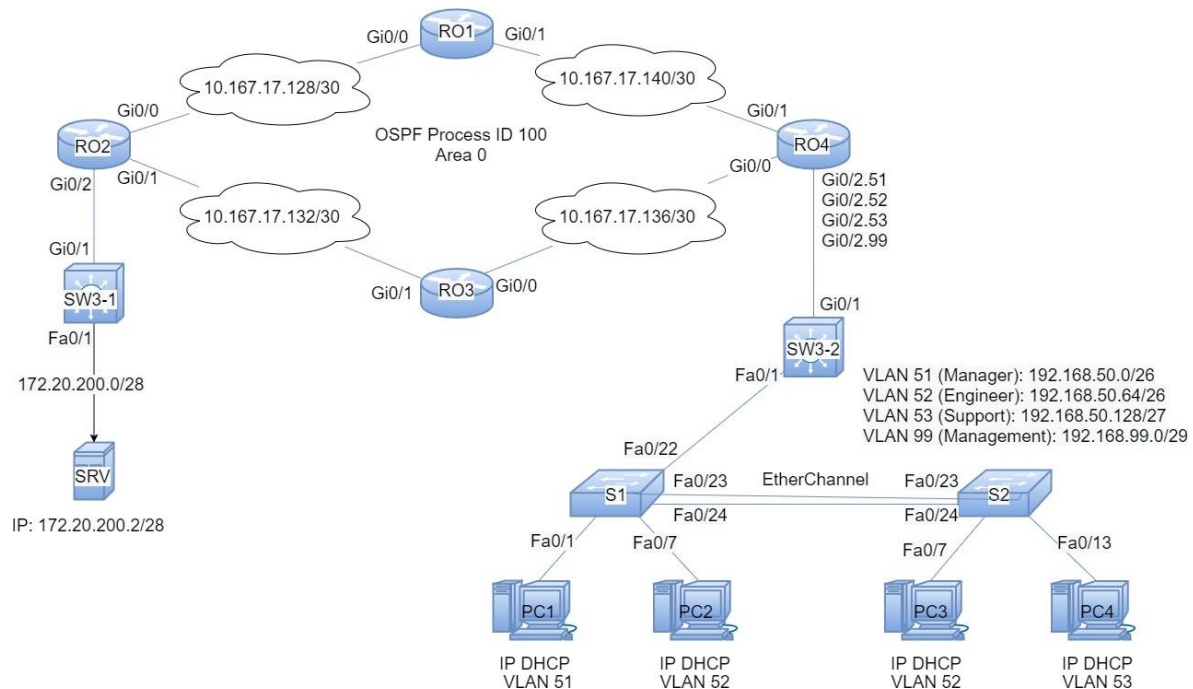 RO1
Gi0/0
Gi0/1
10.167.17.128/30
10.167.17.140/30
Gi0/0
Gi0/1
OSPF Process ID 100
Area 0
RO2
RO4
Gi0/1
Gi0/0
Gi0/2
Gi0/2.51
Gi0/2.52
Gi0/2.53
Gi0/2.99
10.167.17.132/30
10.167.17.136/30
Gi0/1
RO3
Gi0/1
Gi0/0
SW3-1
Gi0/1
Fa0/1
SW3-2
172.20.200.0/28
Fa0/1
VLAN 51 (Manager): 192.168.50.0/26
VLAN 52 (Engineer): 192.168.50.64/26
VLAN 53 (Support): 192.168.50.128/27
VLAN 99 (Management): 192.168.99.0/29
Fa0/22
SRV
EtherChannel
Fa0/23
Fa0/23
S1
S2
Fa0/24
Fa0/24
IP: 172.20.200.2/28
Fa0/1
Fa0/7
Fa0/7
Fa0/13
PC1
PC2
PC3
PC4
IP DHCP
VLAN 51
IP DHCP
VLAN 52
IP DHCP
VLAN 52
IP DHCP
VLAN 53